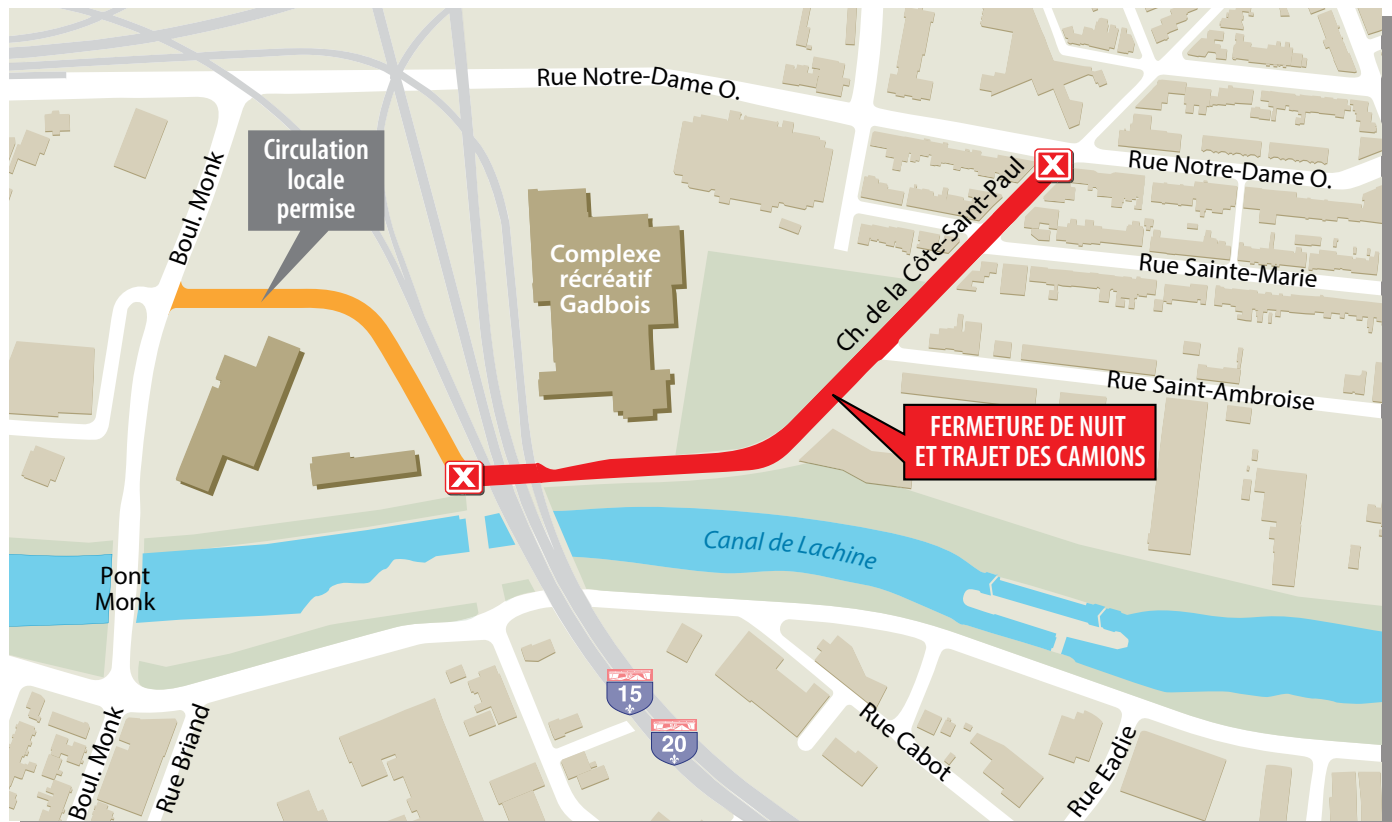 Rue Notre-Dame O.
Circulation
locale
permise
Boul. Monk
Rue Notre-Dame O.
X
Ch. de la Côte-Saint-Paul
Complexe
récréatif
Gadbois
Rue Sainte-Marie
Rue Saint-Ambroise
FERMETURE DE NUIT
ET TRAJET DES CAMIONS
X
Canal de Lachine
Pont
Monk
15
20
Boul. Monk
Rue Briand
Rue Cabot
Rue Eadie